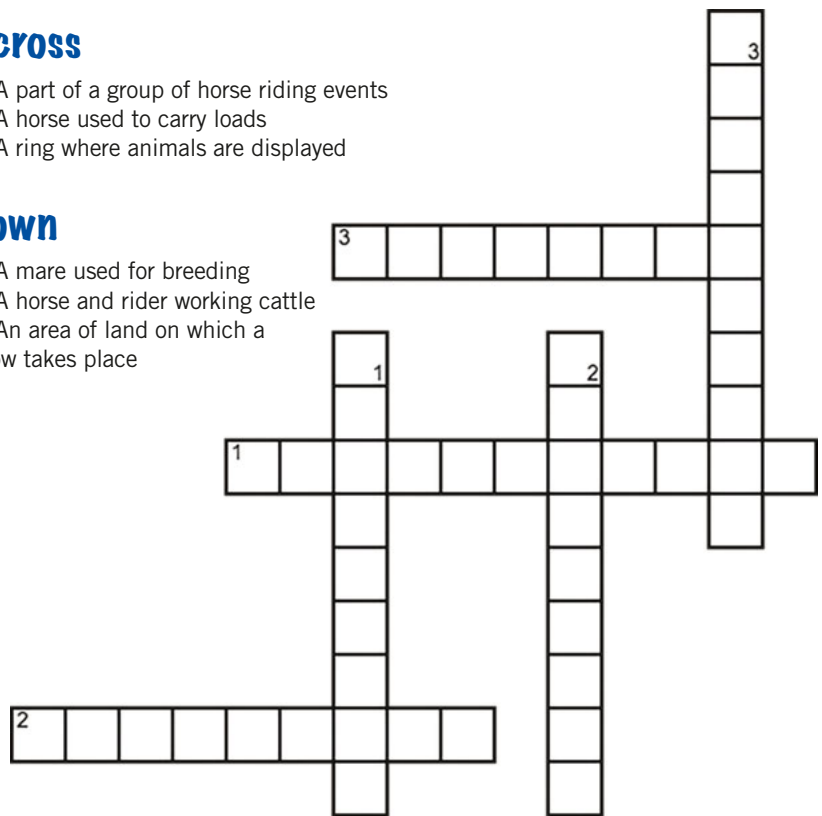 cross
A part of a group of horse riding events
A horse used to carry loads
A ring where animals are displayed
own
A mare used for breeding
A horse and rider working cattle
An area of land on which a
ow takes place
3
3
1
2
1
2